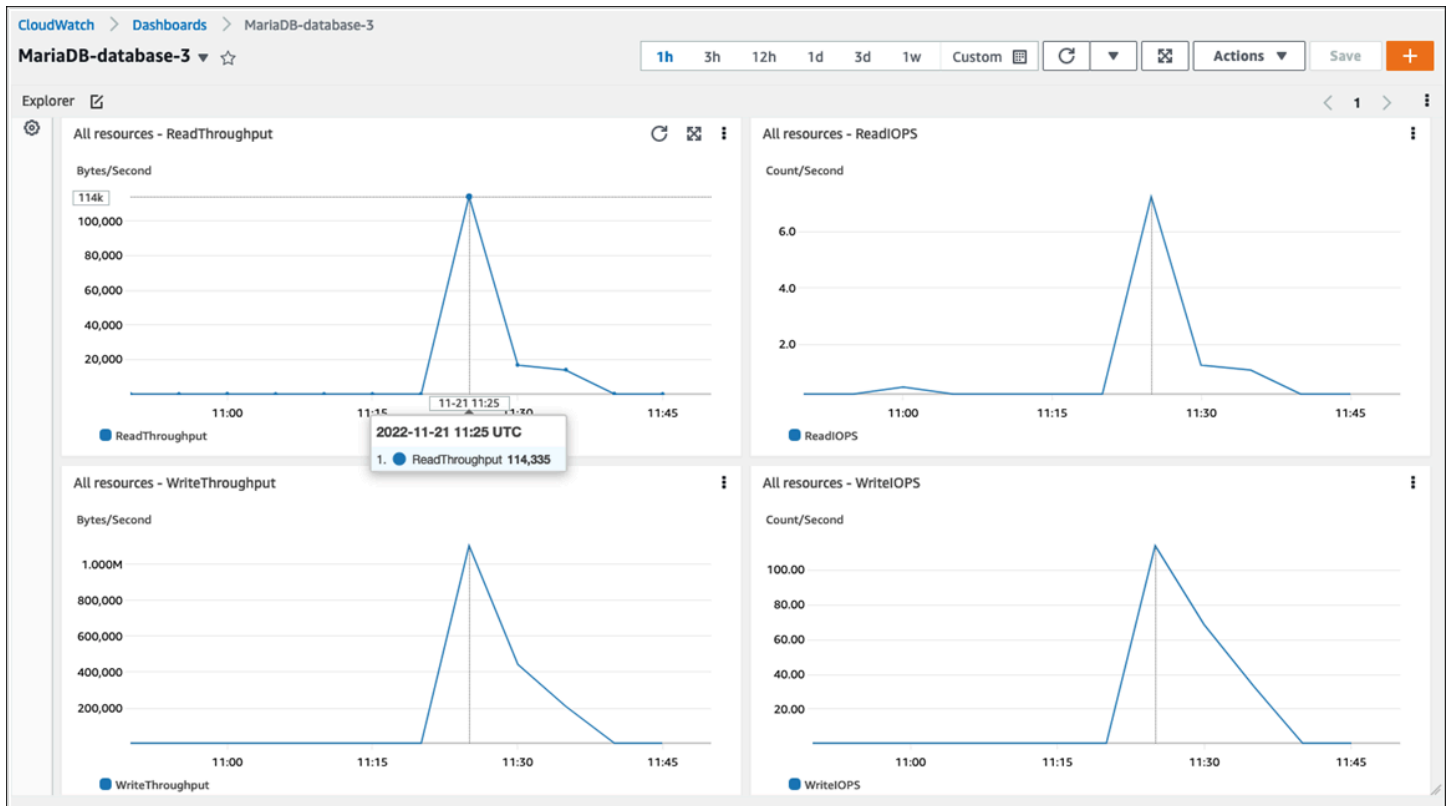 CloudWatch > Dashboards > MariaDB-database-3
MariaDB-database-3
1h 3h 12h 1d 3d 1w Custom Actions Save +
Explorer
< 1 >
All resources - ReadThroughput
Bytes/Second
114k
100,000
80,000
60,000
40,000
20,000
11:00 11:15 11:30 11:45
11-21 11:25
ReadThroughput
2022-11-21 11:25 UTC
1. ReadThroughput 114,335
All resources - ReadIOPS
Count/Second
6.0
4.0
2.0
11:00 11:15 11:30 11:45
ReadIOPS
All resources - WriteThroughput
Bytes/Second
1.000M
800,000
600,000
400,000
200,000
11:00 11:15 11:30 11:45
WriteThroughput
All resources - WriteIOPS
Count/Second
100.00
80.00
60.00
40.00
20.00
11:00 11:15 11:30 11:45
WriteIOPS